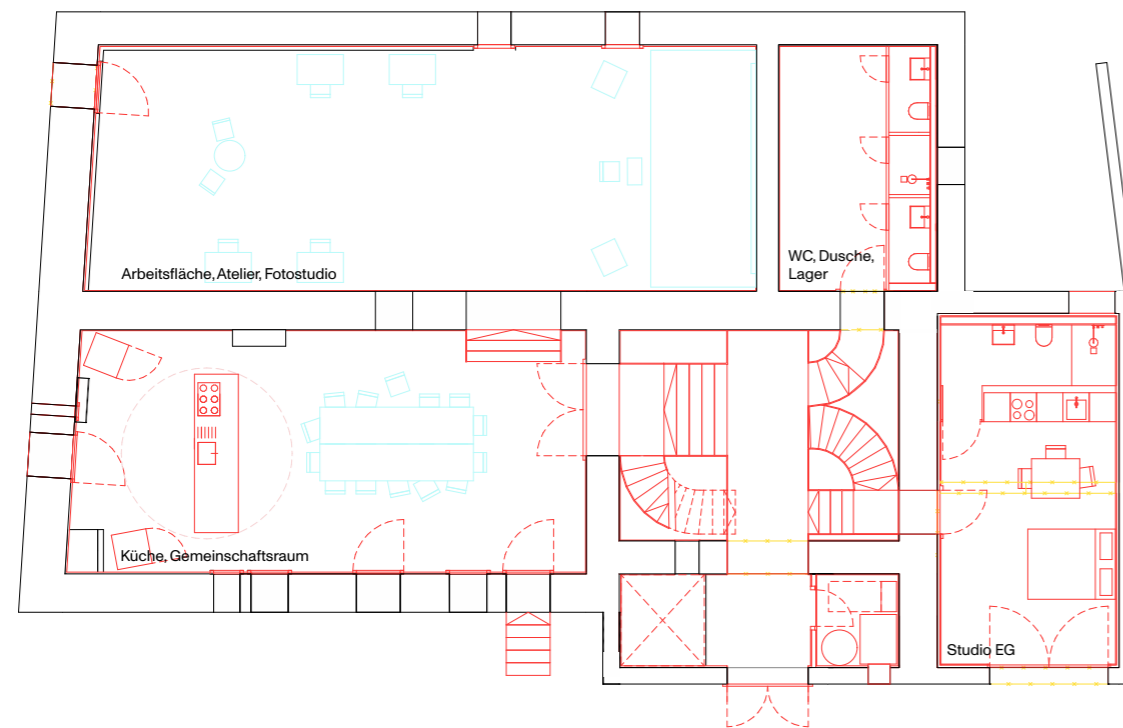 Arbeitsfläche, Atelier, Fotostudio
WC, Dusche,
Lager
Küche, Gemeinschaftsraum
Studio EG